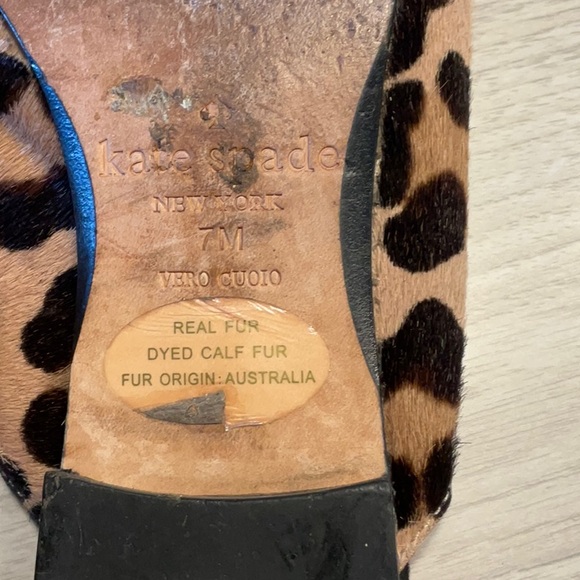 kate spade
NEW YORK
7M
VERO CUOIO
REAL FUR
DYED CALF FUR
FUR ORIGIN: AUSTRALIA